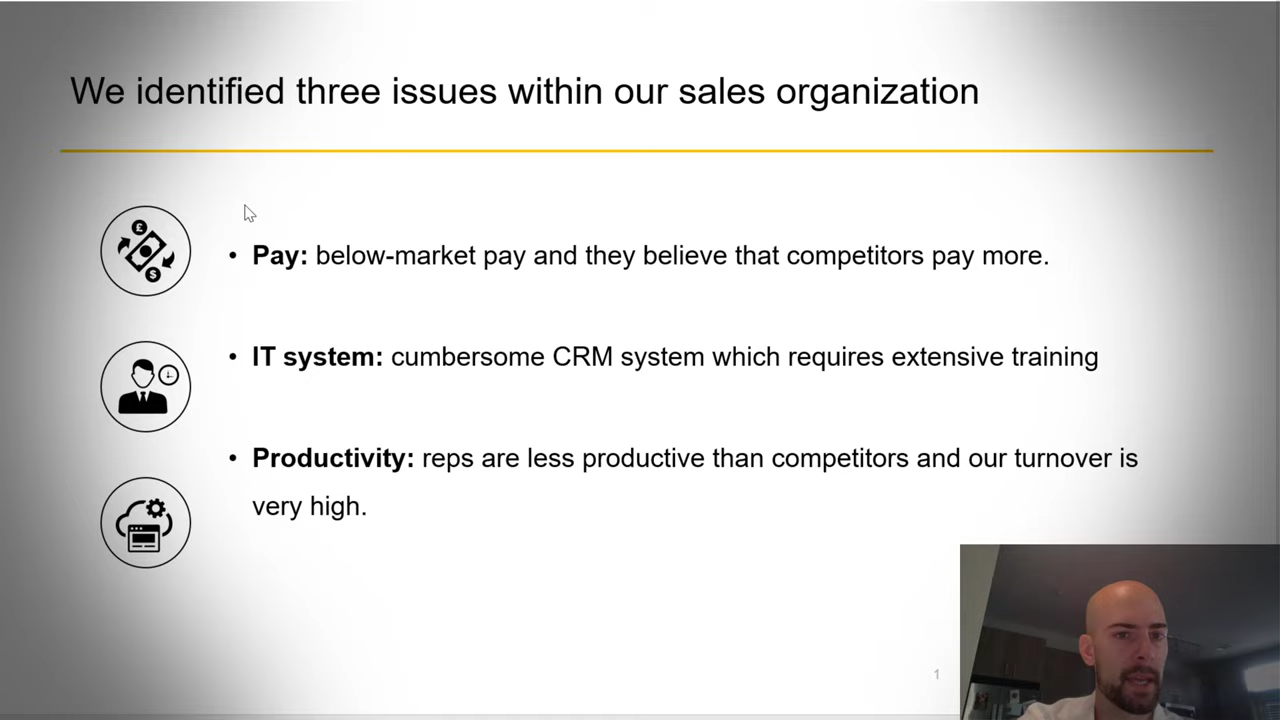 We identified three issues within our sales organization
£
$
• Pay: below-market pay and they believe that competitors pay more.
• IT system: cumbersome CRM system which requires extensive training
• Productivity: reps are less productive than competitors and our turnover is
very high.
1